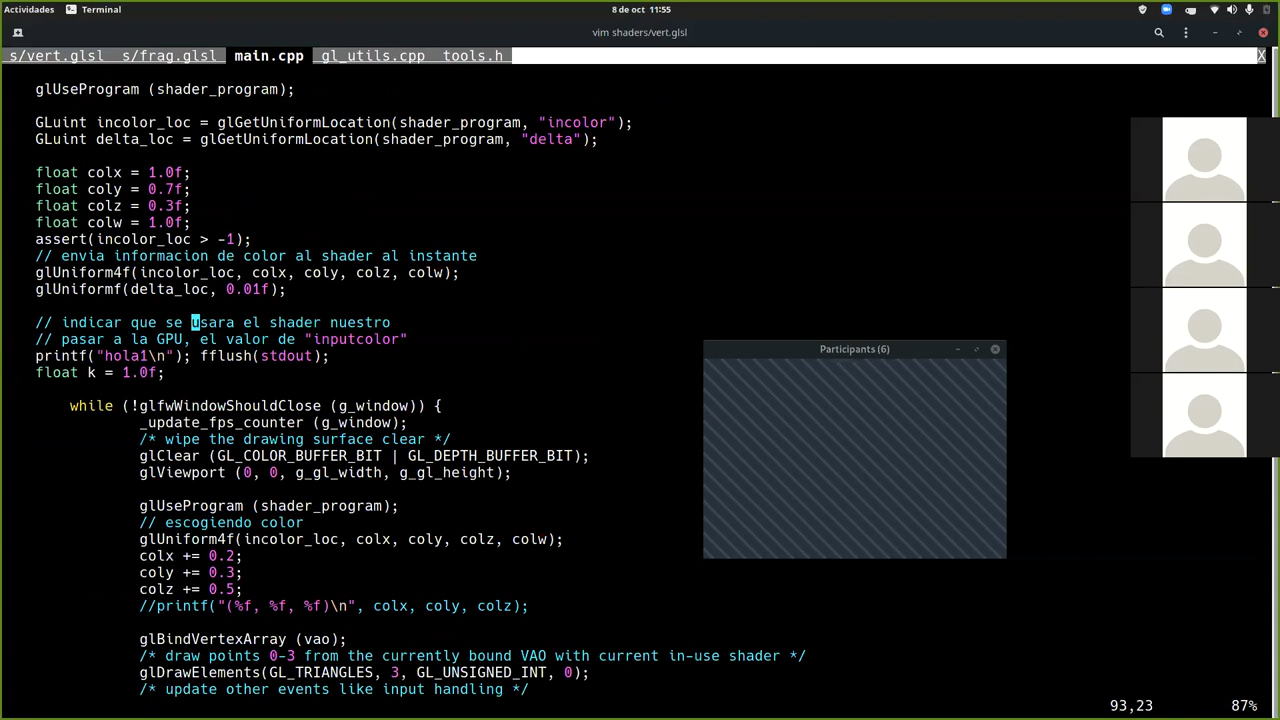 Actividades Terminal 8 de oct 11:55
vim shaders/vert.glsl
s/vert.glsl s/frag.glsl main.cpp gl_utils.cpp tools.h X
glUseProgram (shader_program);
GLuint incolor_loc = glGetUniformLocation(shader_program, "incolor");
GLuint delta_loc = glGetUniformLocation(shader_program, "delta");
float colx = 1.0f;
float coly = 0.7f;
float colz = 0.3f;
float colw = 1.0f;
assert(incolor_loc > -1);
// envia informacion de color al shader al instante
glUniform4f(incolor_loc, colx, coly, colz, colw);
glUniformf(delta_loc, 0.01f);
// indicar que se usara el shader nuestro
// pasar a la GPU, el valor de "inputcolor"
printf("hola1\n"); fflush(stdout);
float k = 1.0f;
while (!glfwWindowShouldClose (g_window)) {
_update_fps_counter (g_window);
/* wipe the drawing surface clear */
glClear (GL_COLOR_BUFFER_BIT | GL_DEPTH_BUFFER_BIT);
glViewport (0, 0, g_gl_width, g_gl_height);
glUseProgram (shader_program);
// escogiendo color
glUniform4f(incolor_loc, colx, coly, colz, colw);
colx += 0.2;
coly += 0.3;
colz += 0.5;
//printf("(%f, %f, %f)\n", colx, coly, colz);
glBindVertexArray (vao);
/* draw points 0-3 from the currently bound VAO with current in-use shader */
glDrawElements(GL_TRIANGLES, 3, GL_UNSIGNED_INT, 0);
/* update other events like input handling */
93,23 87%
Participants (6)